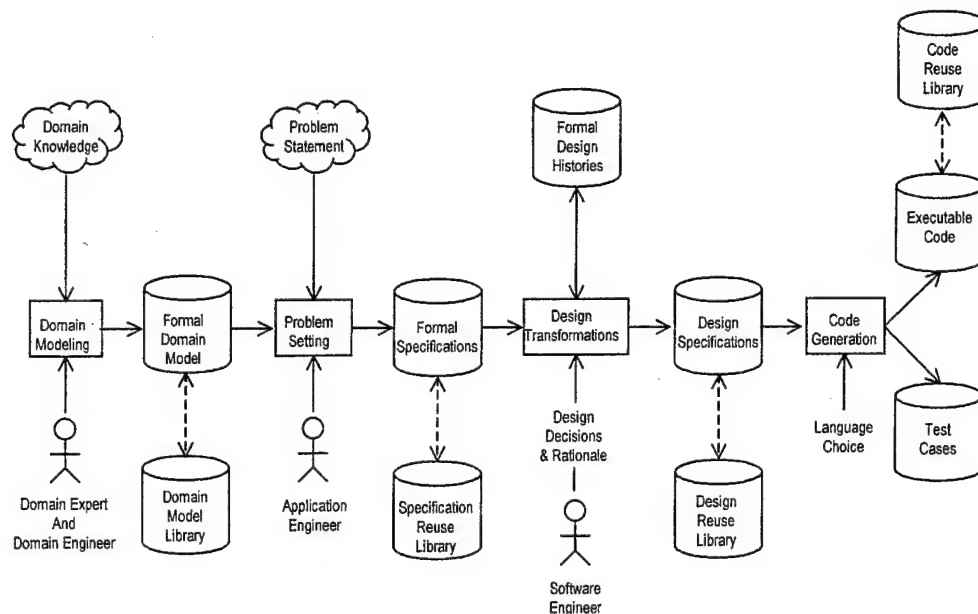 Code
Reuse
Library
Domain
Knowledge
Problem
Statement
Formal
Design
Histories
Executable
Code
Domain
Modeling
Formal
Domain
Model
Problem
Setting
Formal
Specifications
Design
Transformations
Design
Specifications
Code
Generation
Domain Expert
And
Domain Engineer
Domain
Model
Library
Application
Engineer
Specification
Reuse
Library
Design
Decisions
& Rationale
Software
Engineer
Design
Reuse
Library
Language
Choice
Test
Cases